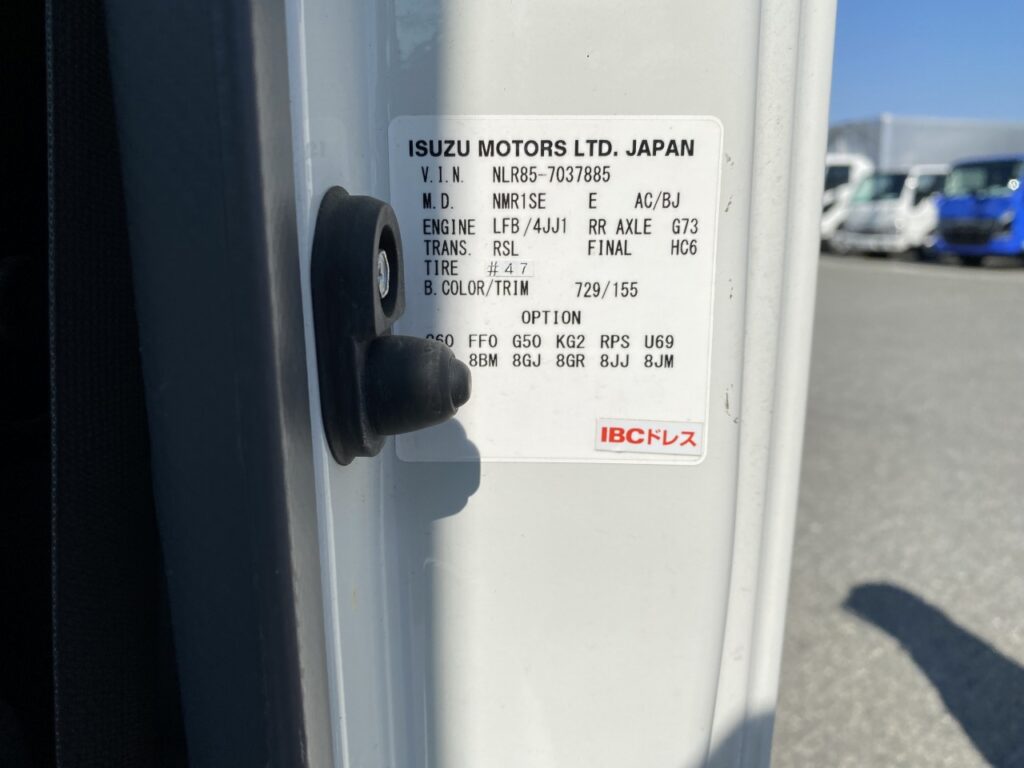 ISUZU MOTORS LTD. JAPAN
V.I.N. NLR85-7037885
M.D. NMR1SE E AC/BJ
ENGINE LFB/4JJ1 RR AXLE G73
TRANS. RSL FINAL HC6
TIRE #47
B.COLOR/TRIM 729/155
OPTION
FF0 G50 KG2 RPS U69
8BM 8GJ 8GR 8JJ 8JM
IBCドレス